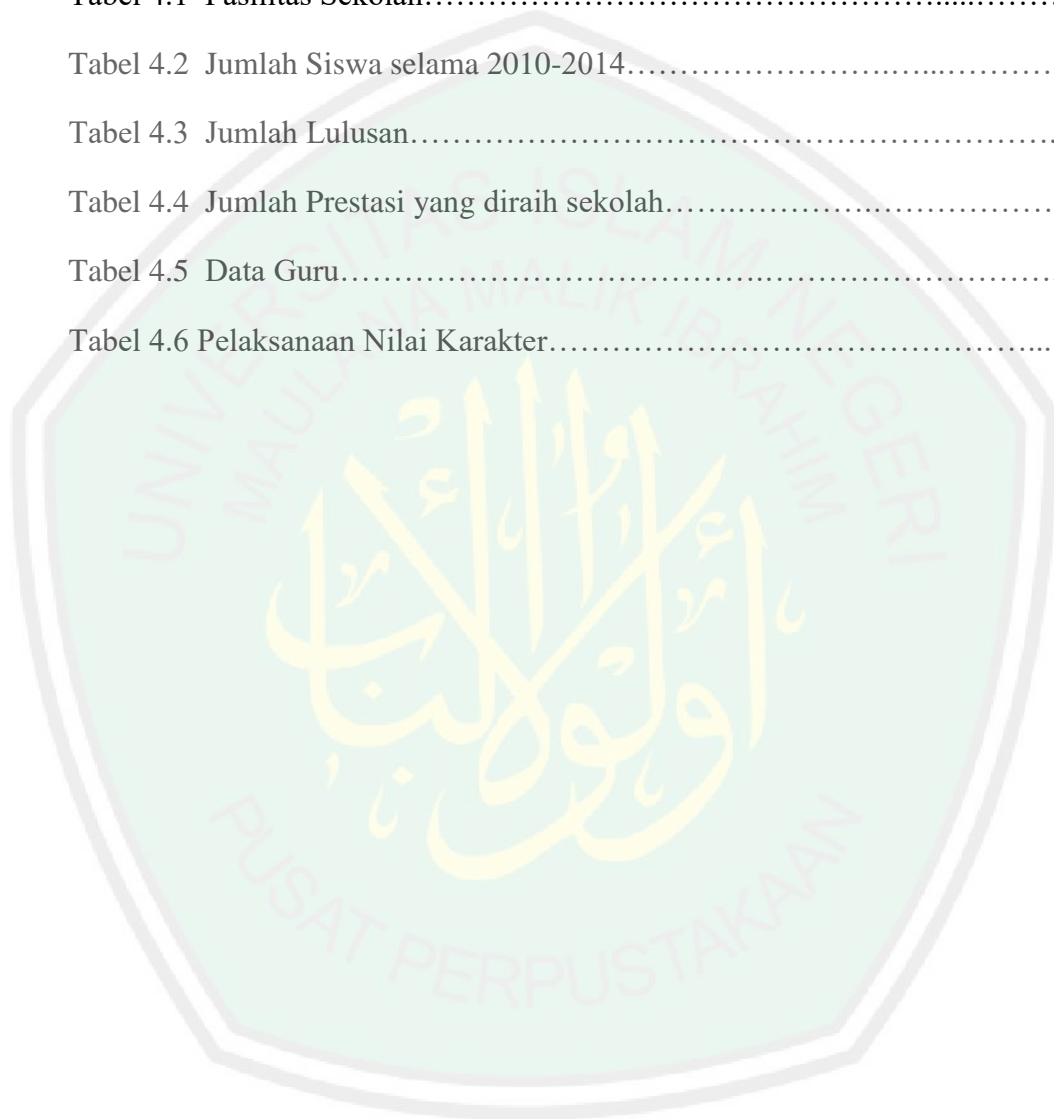 Tabel 4.1 Fasilitas Sekolah…………………………………………….....………
Tabel 4.2 Jumlah Siswa selama 2010-2014…………………….…...…………
Tabel 4.3 Jumlah Lulusan…………………………………………………………….
Tabel 4.4 Jumlah Prestasi yang diraih sekolah…….………….………………
Tabel 4.5 Data Guru…………………………………….…………………………
Tabel 4.6 Pelaksanaan Nilai Karakter…………………………………………...
UNIVERSITAS ISLAM NEGERI
MAULANA MALIK IBRAHIM
أولوا الألباب
PUSAT PERPUSTAKAAN